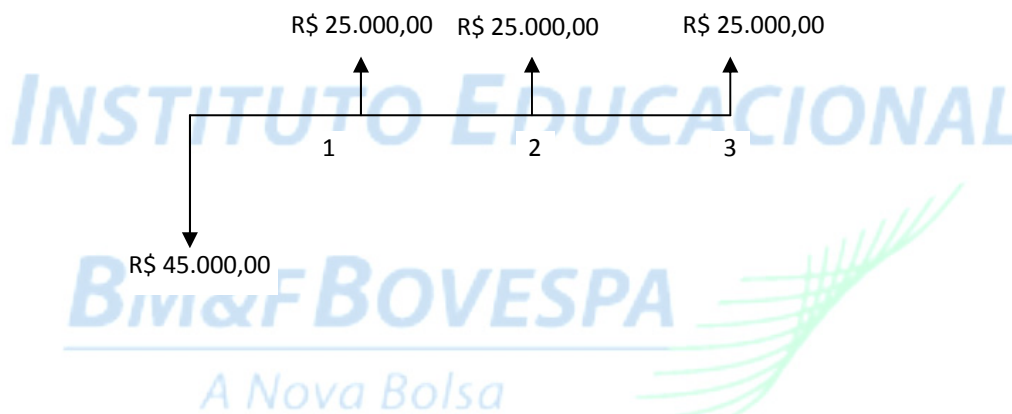 R$ 25.000,00 R$ 25.000,00 R$ 25.000,00
INSTITUTO EDUCACIONAL
1 2 3
R$ 45.000,00
BM&F BOVESPA
A Nova Bolsa